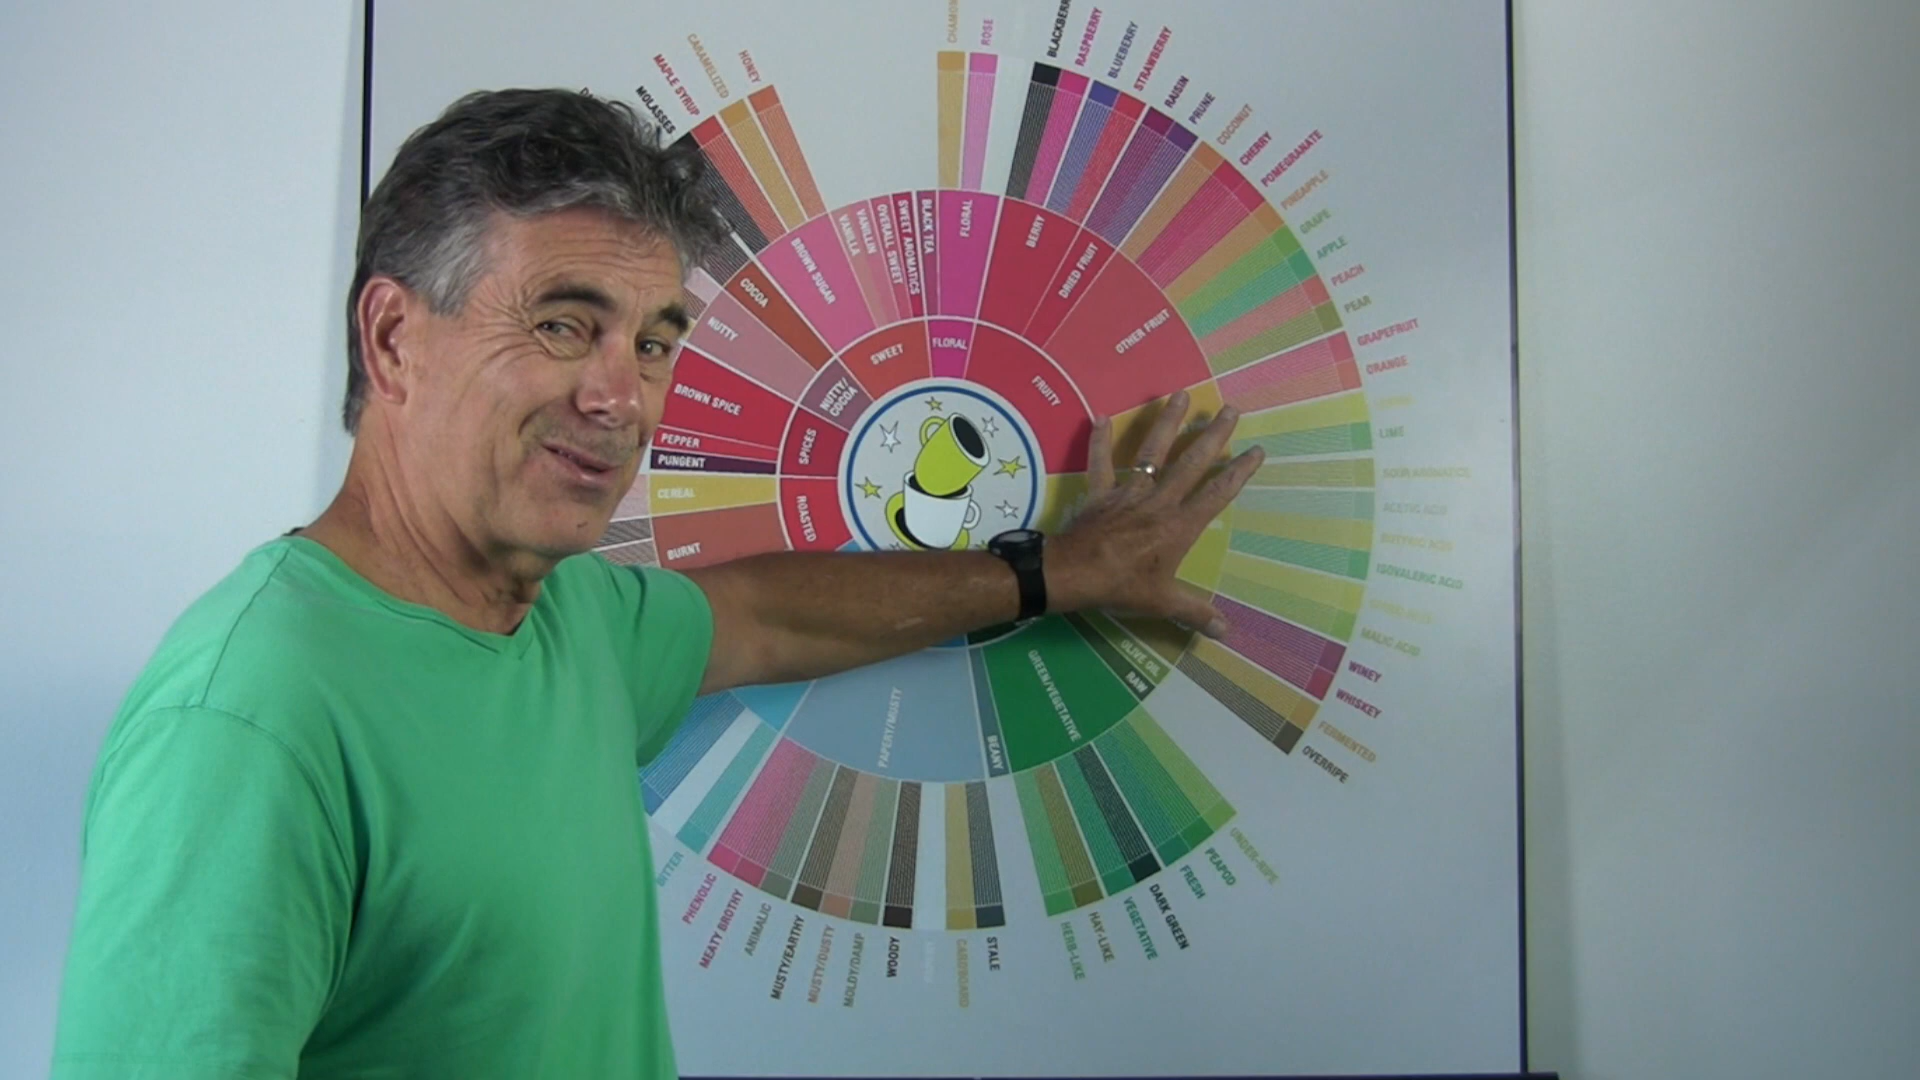 CHAMOM
ROSE
BLACKBERRY
RASPBERRY
BLUEBERRY
STRAWBERRY
RAISIN
PRUNE
COCONUT
CHERRY
POMEGRANATE
PINEAPPLE
GRAPE
APPLE
PEACH
PEAR
GRAPEFRUIT
ORANGE
LIME
SOUR AROMATICS
ACETIC ACID
BUTYRIC ACID
ISOVALERIC ACID
MALIC ACID
WINEY
WHISKEY
FERMENTED
OVERRIPE
UNDER-RIPE
PEAPOD
FRESH
DARK GREEN
VEGETATIVE
HAY-LIKE
HERB-LIKE
STALE
CARDBOARD
WOODY
MOLDY/DAMP
MUSTY/DUSTY
MUSTY/EARTHY
ANIMALIC
MEATY BROTHY
PHENOLIC
BITTER
MOLASSES
MAPLE SYRUP
CARAMELIZED
HONEY
FLORAL
BERRY
DRIED FRUIT
OTHER FRUIT
OLIVE OIL
RAW
GREEN/VEGETATIVE
BEANY
PAPERY/MUSTY
BURNT
CEREAL
PUNGENT
PEPPER
BROWN SPICE
NUTTY
COCOA
BROWN SUGAR
VANILLA
VANILLIN
OVERALL SWEET
SWEET AROMATICS
BLACK TEA
FLORAL
FRUITY
ROASTED
SPICES
NUTTY/
COCOA
SWEET